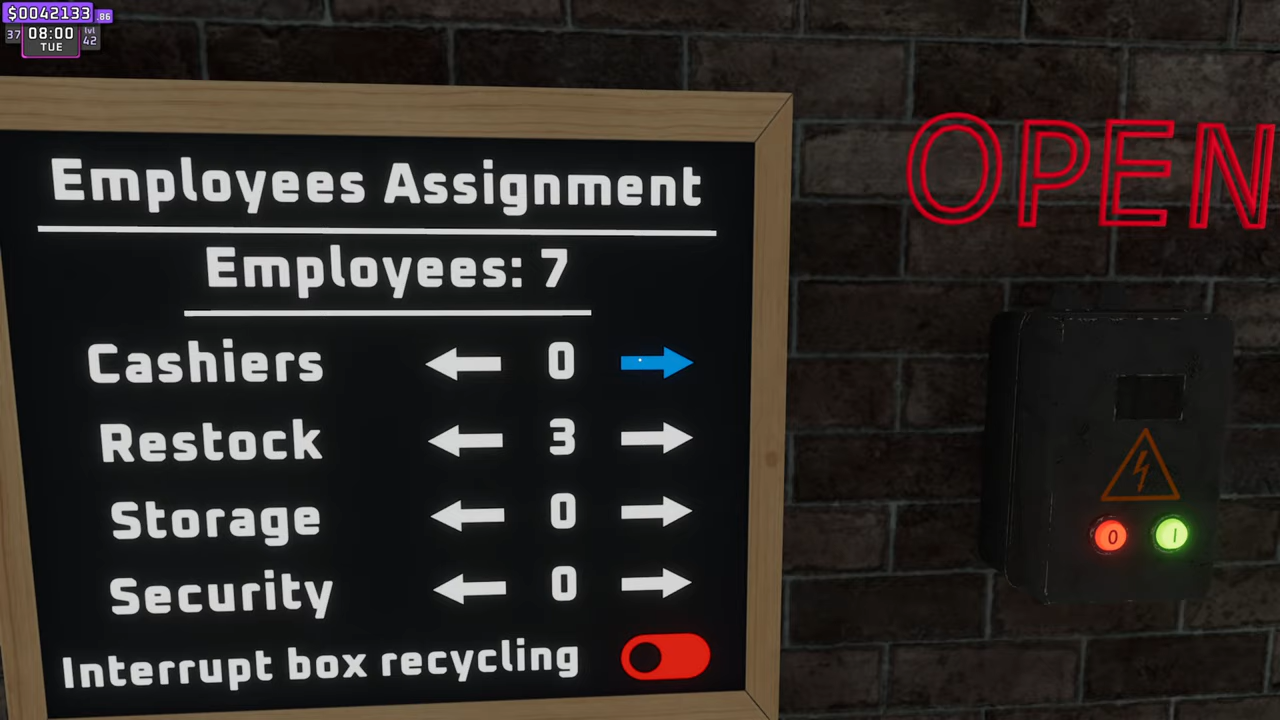 $0042133.86
37 08:00 lvl 42
TUE
Employees Assignment
Employees: 7
Cashiers 0
Restock 3
Storage 0
Security 0
Interrupt box recycling
OPEN
0 I